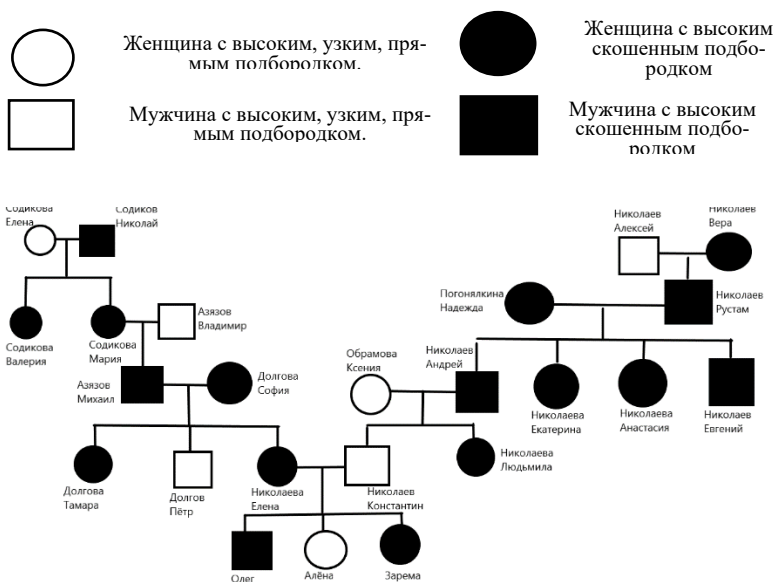 Женщина с высоким, узким, пря-
мым подбородком.
Женщина с высоким
скошенным подбо-
родком
Мужчина с высоким, узким, пря-
мым подбородком.
Мужчина с высоким
скошенным подбо-
родком
Содикова
Елена
Содиков
Николай
Николаев
Алексей
Николаев
Вера
Погонялкина
Надежда
Николаев
Рустам
Азязов
Владимир
Содикова
Валерия
Содикова
Мария
Обрамова
Ксения
Николаев
Андрей
Азязов
Михаил
Долгова
София
Николаева
Екатерина
Николаева
Анастасия
Николаев
Евгений
Долгова
Тамара
Долгов
Пётр
Николаева
Елена
Николаев
Константин
Николаева
Людьмила
Олег
Алёна
Зарема